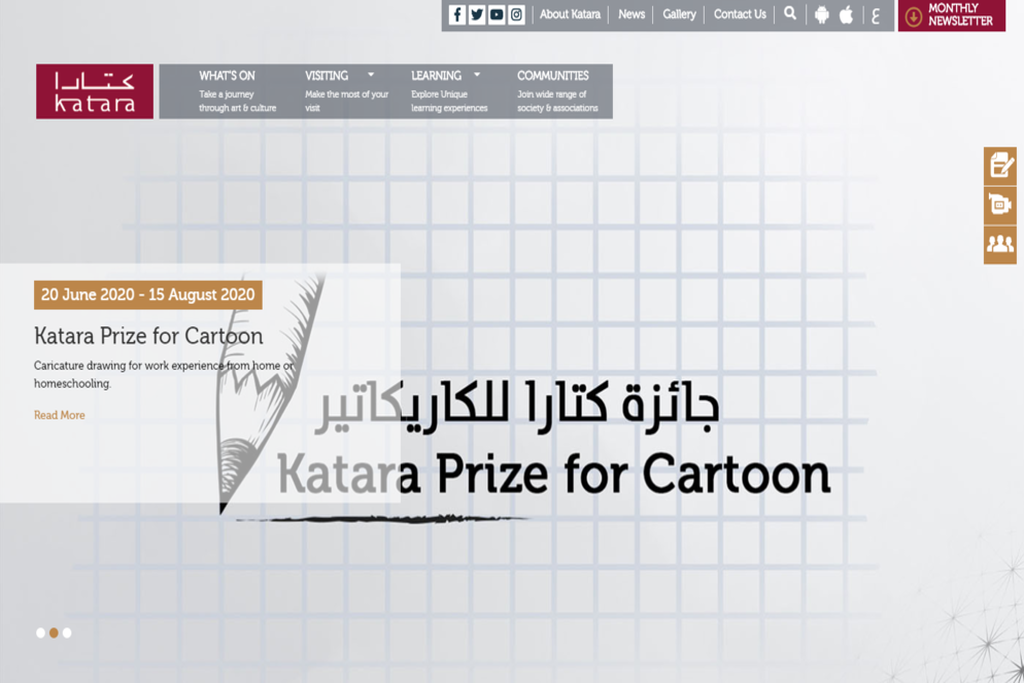 About Katara
News
Gallery
Contact Us
ع
MONTHLY
NEWSLETTER
كتارا
katara
WHAT'S ON
Take a journey
through art & culture
VISITING
Make the most of your
visit
LEARNING
Explore Unique
learning experiences
COMMUNITIES
Join wide range of
society & associations
20 June 2020 - 15 August 2020
Katara Prize for Cartoon
Caricature drawing for work experience from home or
homeschooling.
Read More
جائزة كتارا للكاريكاتير
Katara Prize for Cartoon